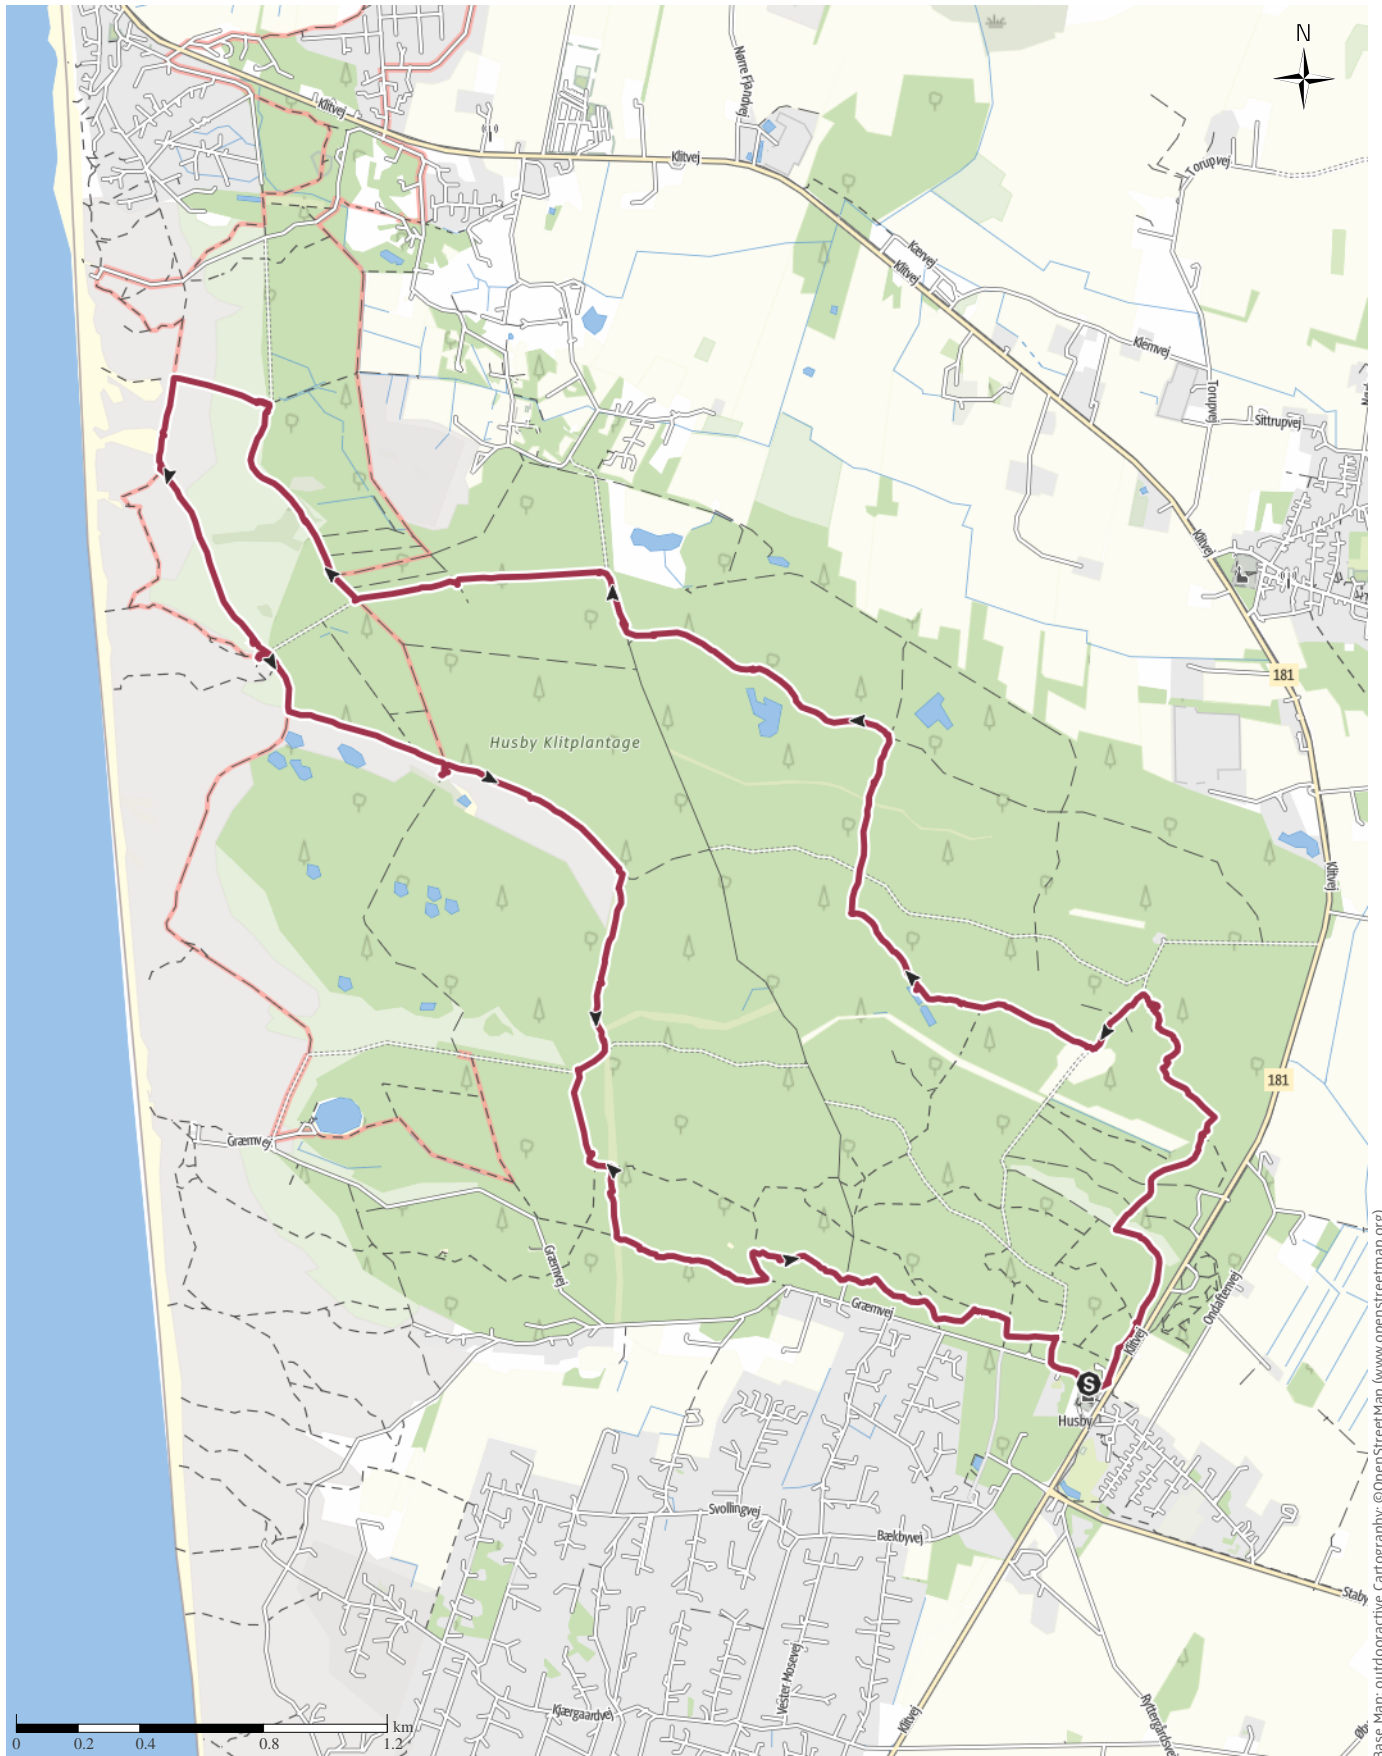 N
Nørre Fjandvej
Klitvej
Klitvej
Torupvej
Kærvej
Klitvej
Klemvej
Torupvej
Sittrupvej
Klitvej
181
Husby Klitplantage
Klitvej
181
Græmvej
Græmvej
Ondaftenvej
Græmvej
Klitvej
S
Husby
Svollingvej
Bækbyvej
Staby
Vester Mosevej
Kjærgaardvej
Klitvej
Ryttergårdsve
km
0 0.2 0.4 0.8 1.2
Base Map: outdooractive Cartography; ©OpenStreetMap (www.openstreetmap.org)